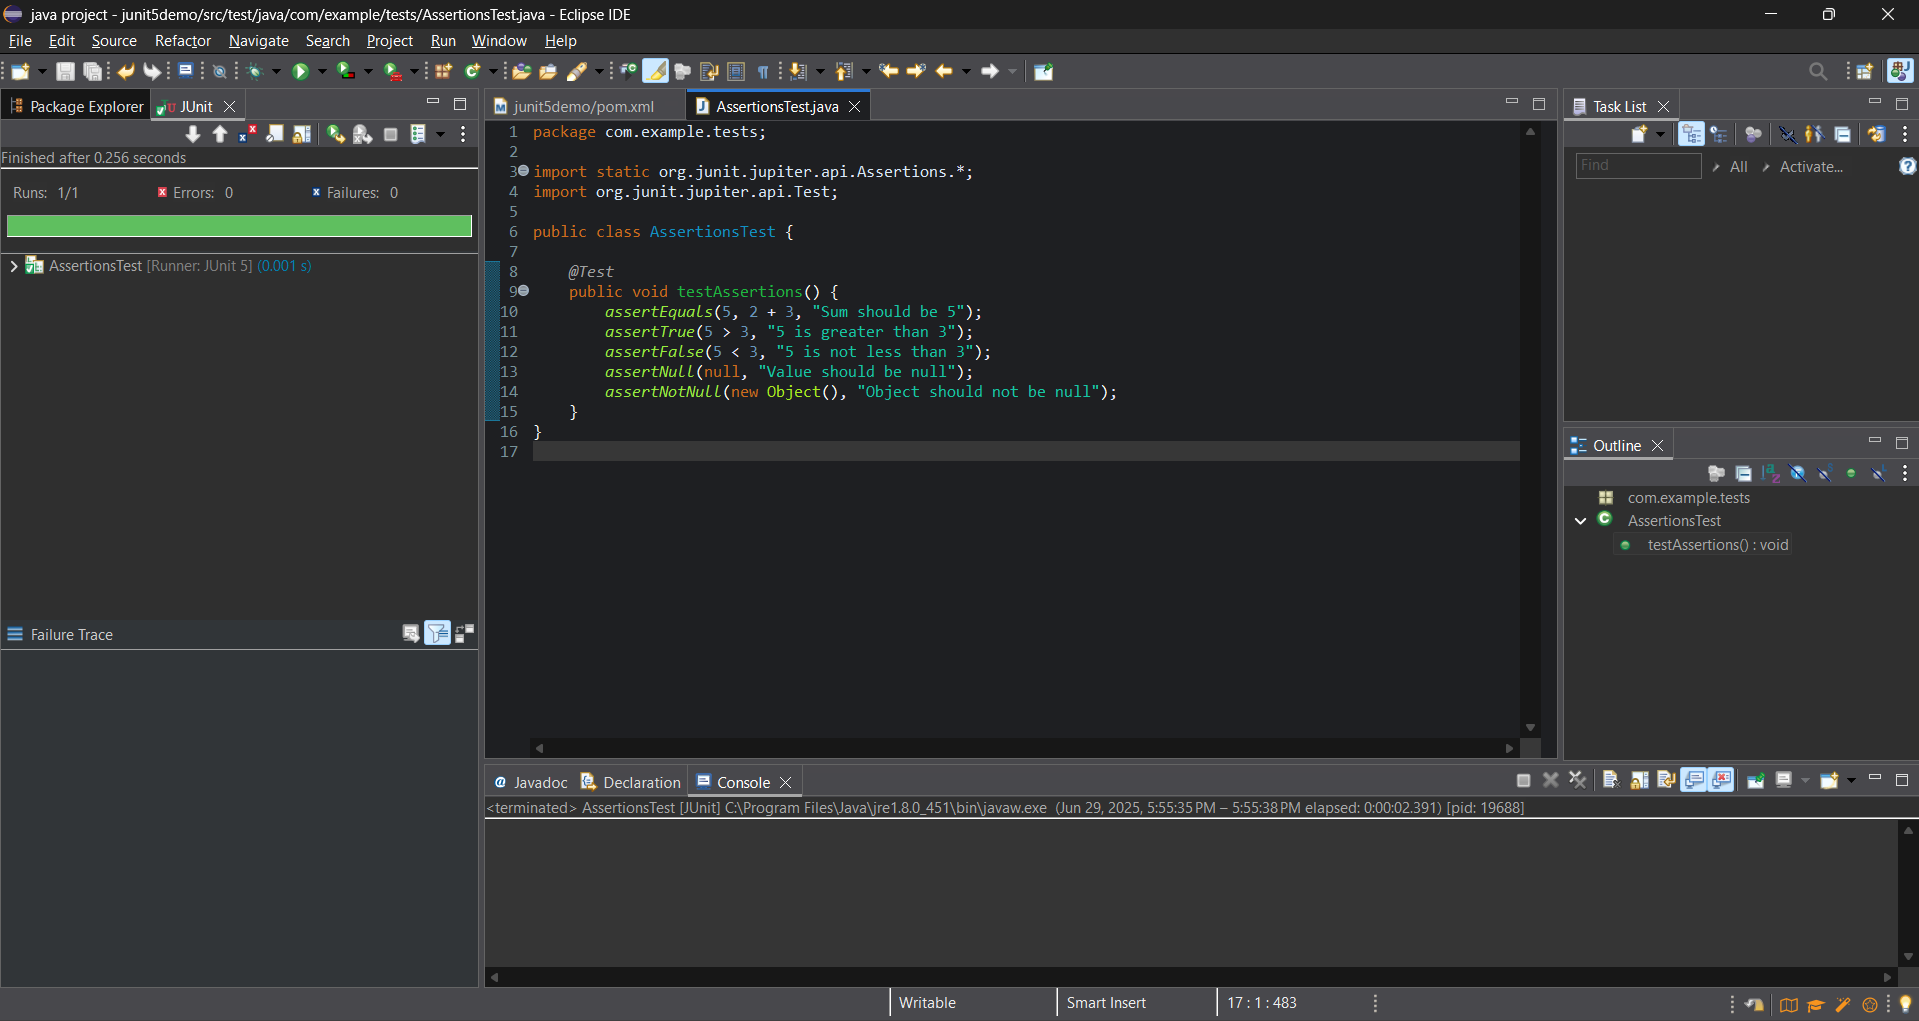 java project - junit5demo/src/test/java/com/example/tests/AssertionsTest.java - Eclipse IDE
File Edit Source Refactor Navigate Search Project Run Window Help
Package Explorer JUnit
Finished after 0.256 seconds
Runs: 1/1 Errors: 0 Failures: 0
AssertionsTest [Runner: JUnit 5] (0.001 s)
Failure Trace
junit5demo/pom.xml AssertionsTest.java
1 package com.example.tests;
2
3 import static org.junit.jupiter.api.Assertions.*;
4 import org.junit.jupiter.api.Test;
5
6 public class AssertionsTest {
7
8 @Test
9 public void testAssertions() {
10 assertEquals(5, 2 + 3, "Sum should be 5");
11 assertTrue(5 > 3, "5 is greater than 3");
12 assertFalse(5 < 3, "5 is not less than 3");
13 assertNull(null, "Value should be null");
14 assertNotNull(new Object(), "Object should not be null");
15 }
16 }
17
Task List
Find All Activate...
Outline
com.example.tests
AssertionsTest
testAssertions() : void
Javadoc Declaration Console
<terminated> AssertionsTest [JUnit] C:\Program Files\Java\jre1.8.0_451\bin\javaw.exe (Jun 29, 2025, 5:55:35 PM – 5:55:38 PM elapsed: 0:00:02.391) [pid: 19688]
Writable Smart Insert 17 : 1 : 483